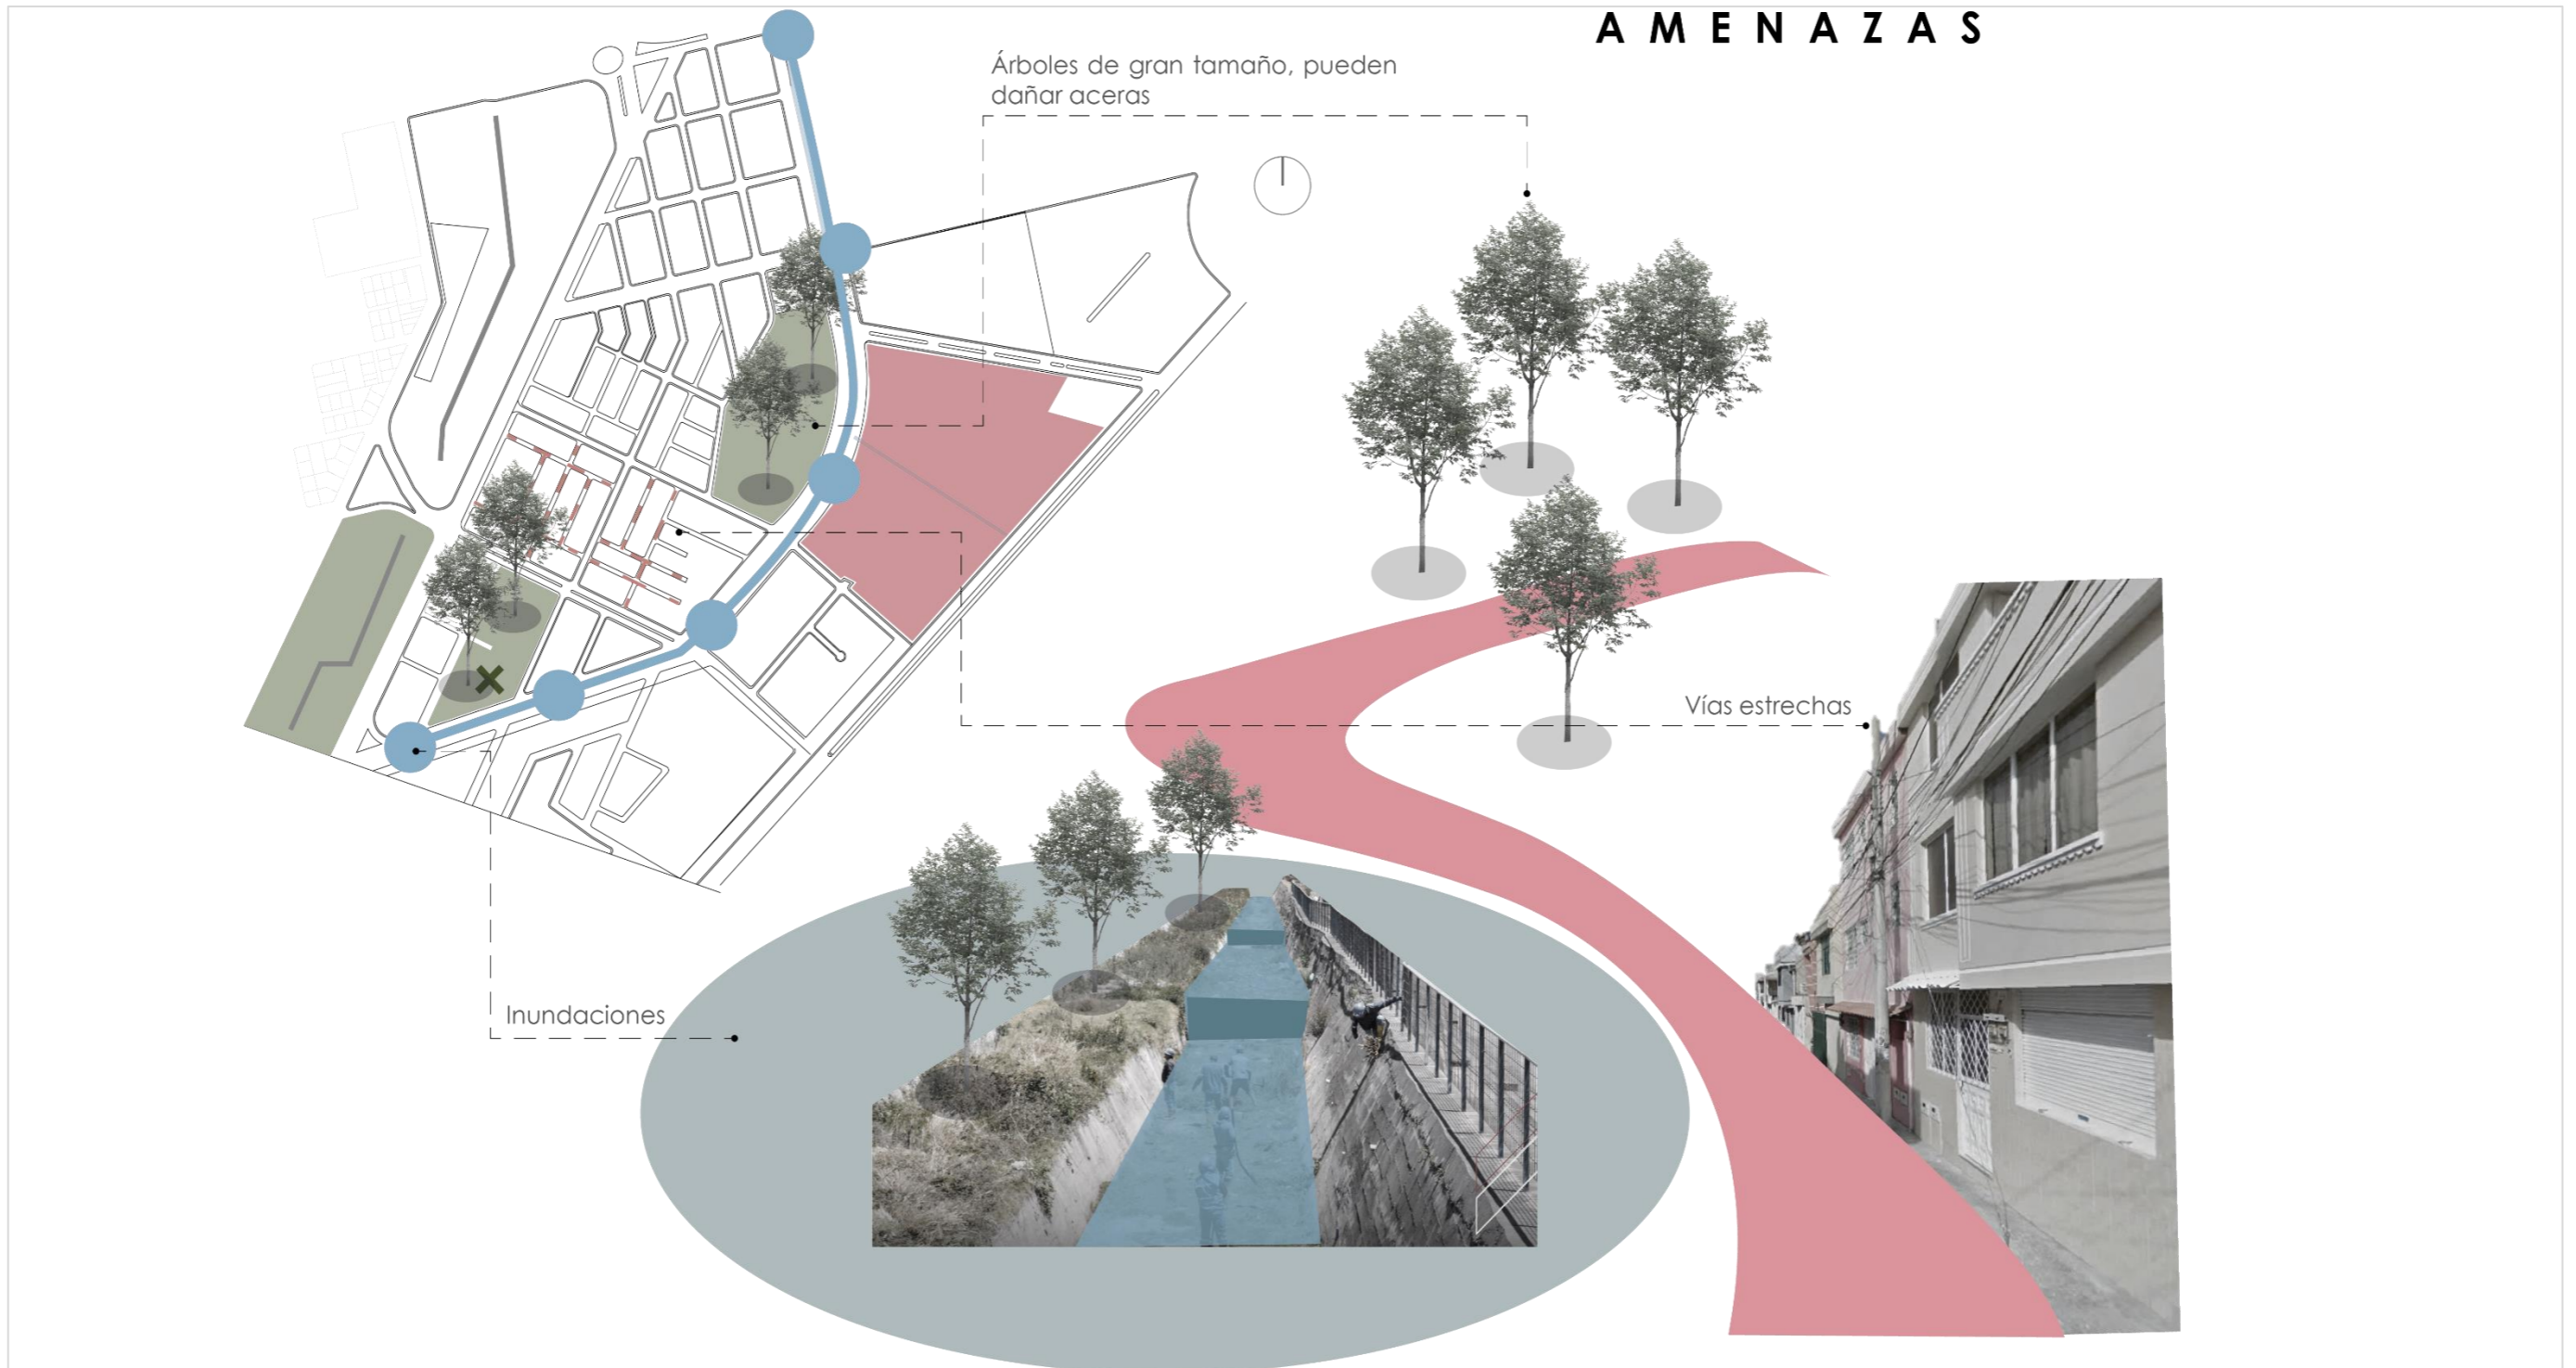 AMENAZAS
Árboles de gran tamaño, pueden
dañar aceras
Vías estrechas
Inundaciones